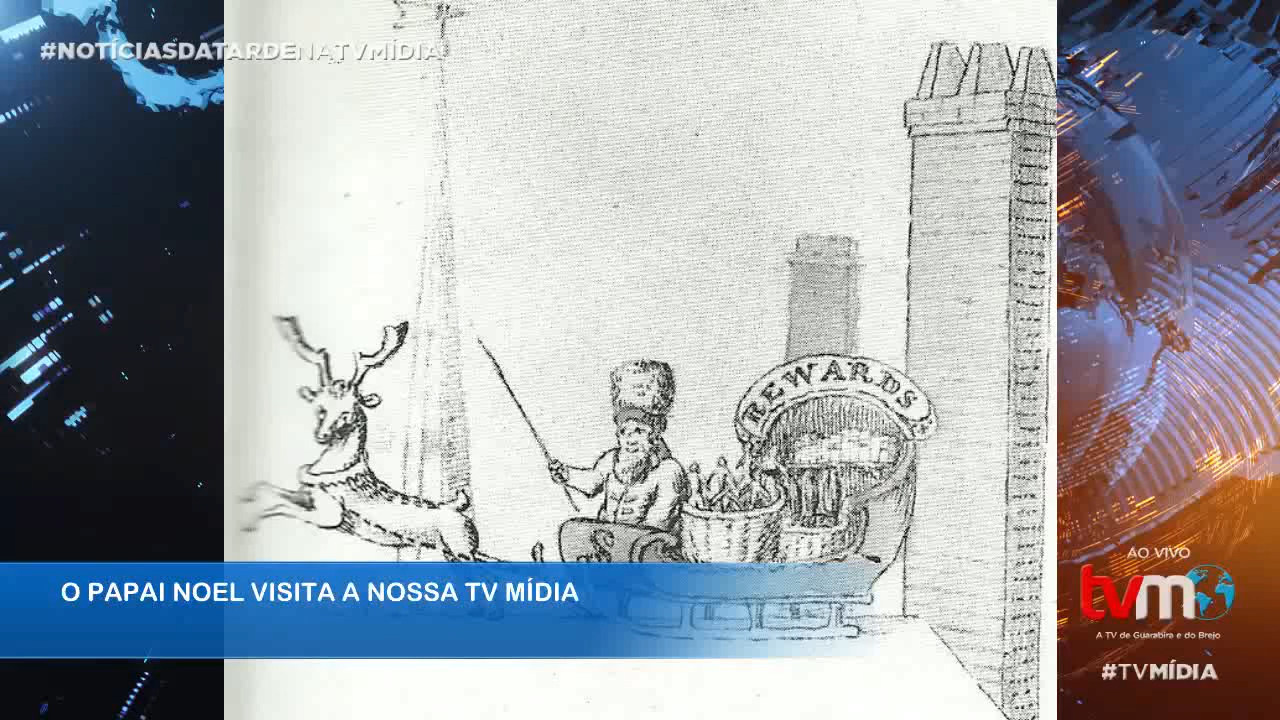 #NOTÍCIASDATARDENATVMÍDIA
REWARDS
O PAPAI NOEL VISITA A NOSSA TV MÍDIA
AO VIVO
tvm
A TV de Guarabira e do Brejo
#TVMÍDIA